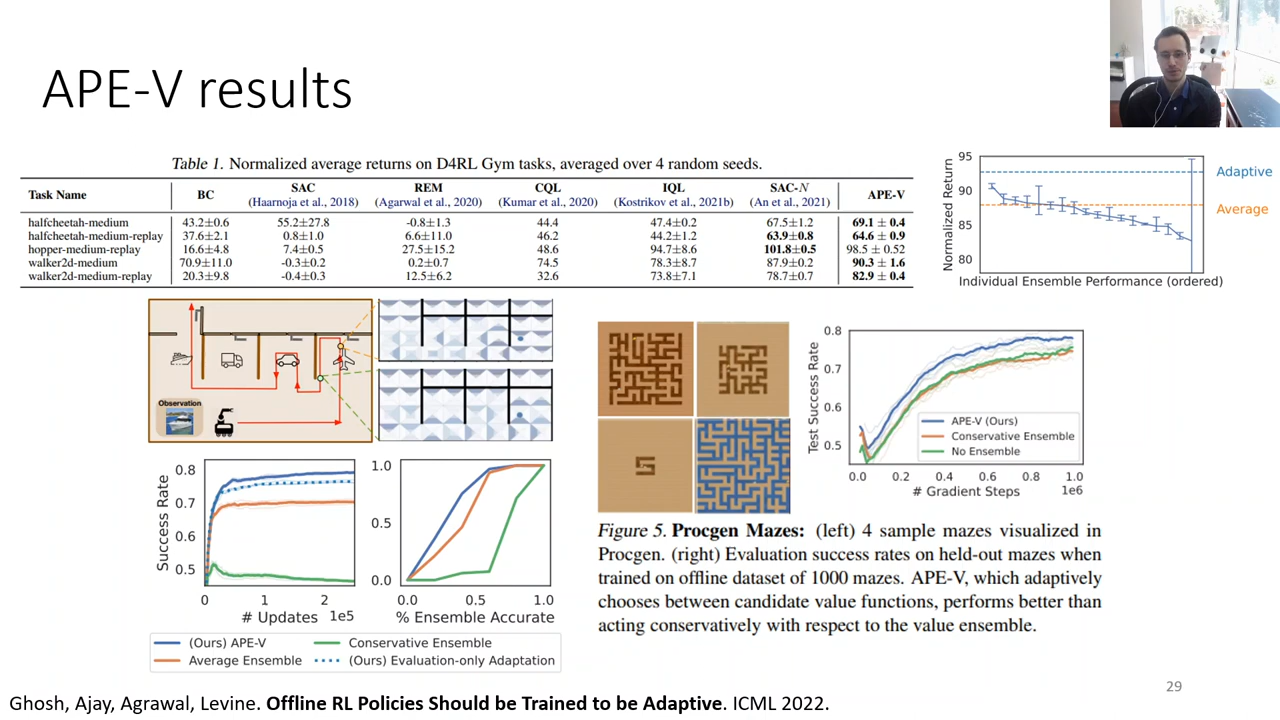 APE-V results
Table 1. Normalized average returns on D4RL Gym tasks, averaged over 4 random seeds.
Task Name BC SAC REM CQL IQL SAC-N APE-V
(Haarnoja et al., 2018) (Agarwal et al., 2020) (Kumar et al., 2020) (Kostrikov et al., 2021b) (An et al., 2021)
halfcheetah-medium 43.2±0.6 55.2±27.8 -0.8±1.3 44.4 47.4±0.2 67.5±1.2 69.1 ± 0.4
halfcheetah-medium-replay 37.6±2.1 0.8±1.0 6.6±11.0 46.2 44.2±1.2 63.9±0.8 64.6 ± 0.9
hopper-medium-replay 16.6±4.8 7.4±0.5 27.5±15.2 48.6 94.7±8.6 101.8±0.5 98.5 ± 0.52
walker2d-medium 70.9±11.0 -0.3±0.2 0.2±0.7 74.5 78.3±8.7 87.9±0.2 90.3 ± 1.6
walker2d-medium-replay 20.3±9.8 -0.4±0.3 12.5±6.2 32.6 73.8±7.1 78.7±0.7 82.9 ± 0.4
Normalized Return
95
90
85
80
Adaptive
Average
Individual Ensemble Performance (ordered)
Observation
Success Rate
0.8
0.7
0.6
0.5
0 1 2
# Updates 1e5
1.0
0.5
0.0
0.0 0.5 1.0
% Ensemble Accurate
(Ours) APE-V Conservative Ensemble
Average Ensemble (Ours) Evaluation-only Adaptation
Test Success Rate
0.8
0.7
0.6
0.5
APE-V (Ours)
Conservative Ensemble
No Ensemble
0.0 0.2 0.4 0.6 0.8 1.0
# Gradient Steps 1e6
Figure 5. Procgen Mazes: (left) 4 sample mazes visualized in
Procgen. (right) Evaluation success rates on held-out mazes when
trained on offline dataset of 1000 mazes. APE-V, which adaptively
chooses between candidate value functions, performs better than
acting conservatively with respect to the value ensemble.
29
Ghosh, Ajay, Agrawal, Levine. Offline RL Policies Should be Trained to be Adaptive. ICML 2022.